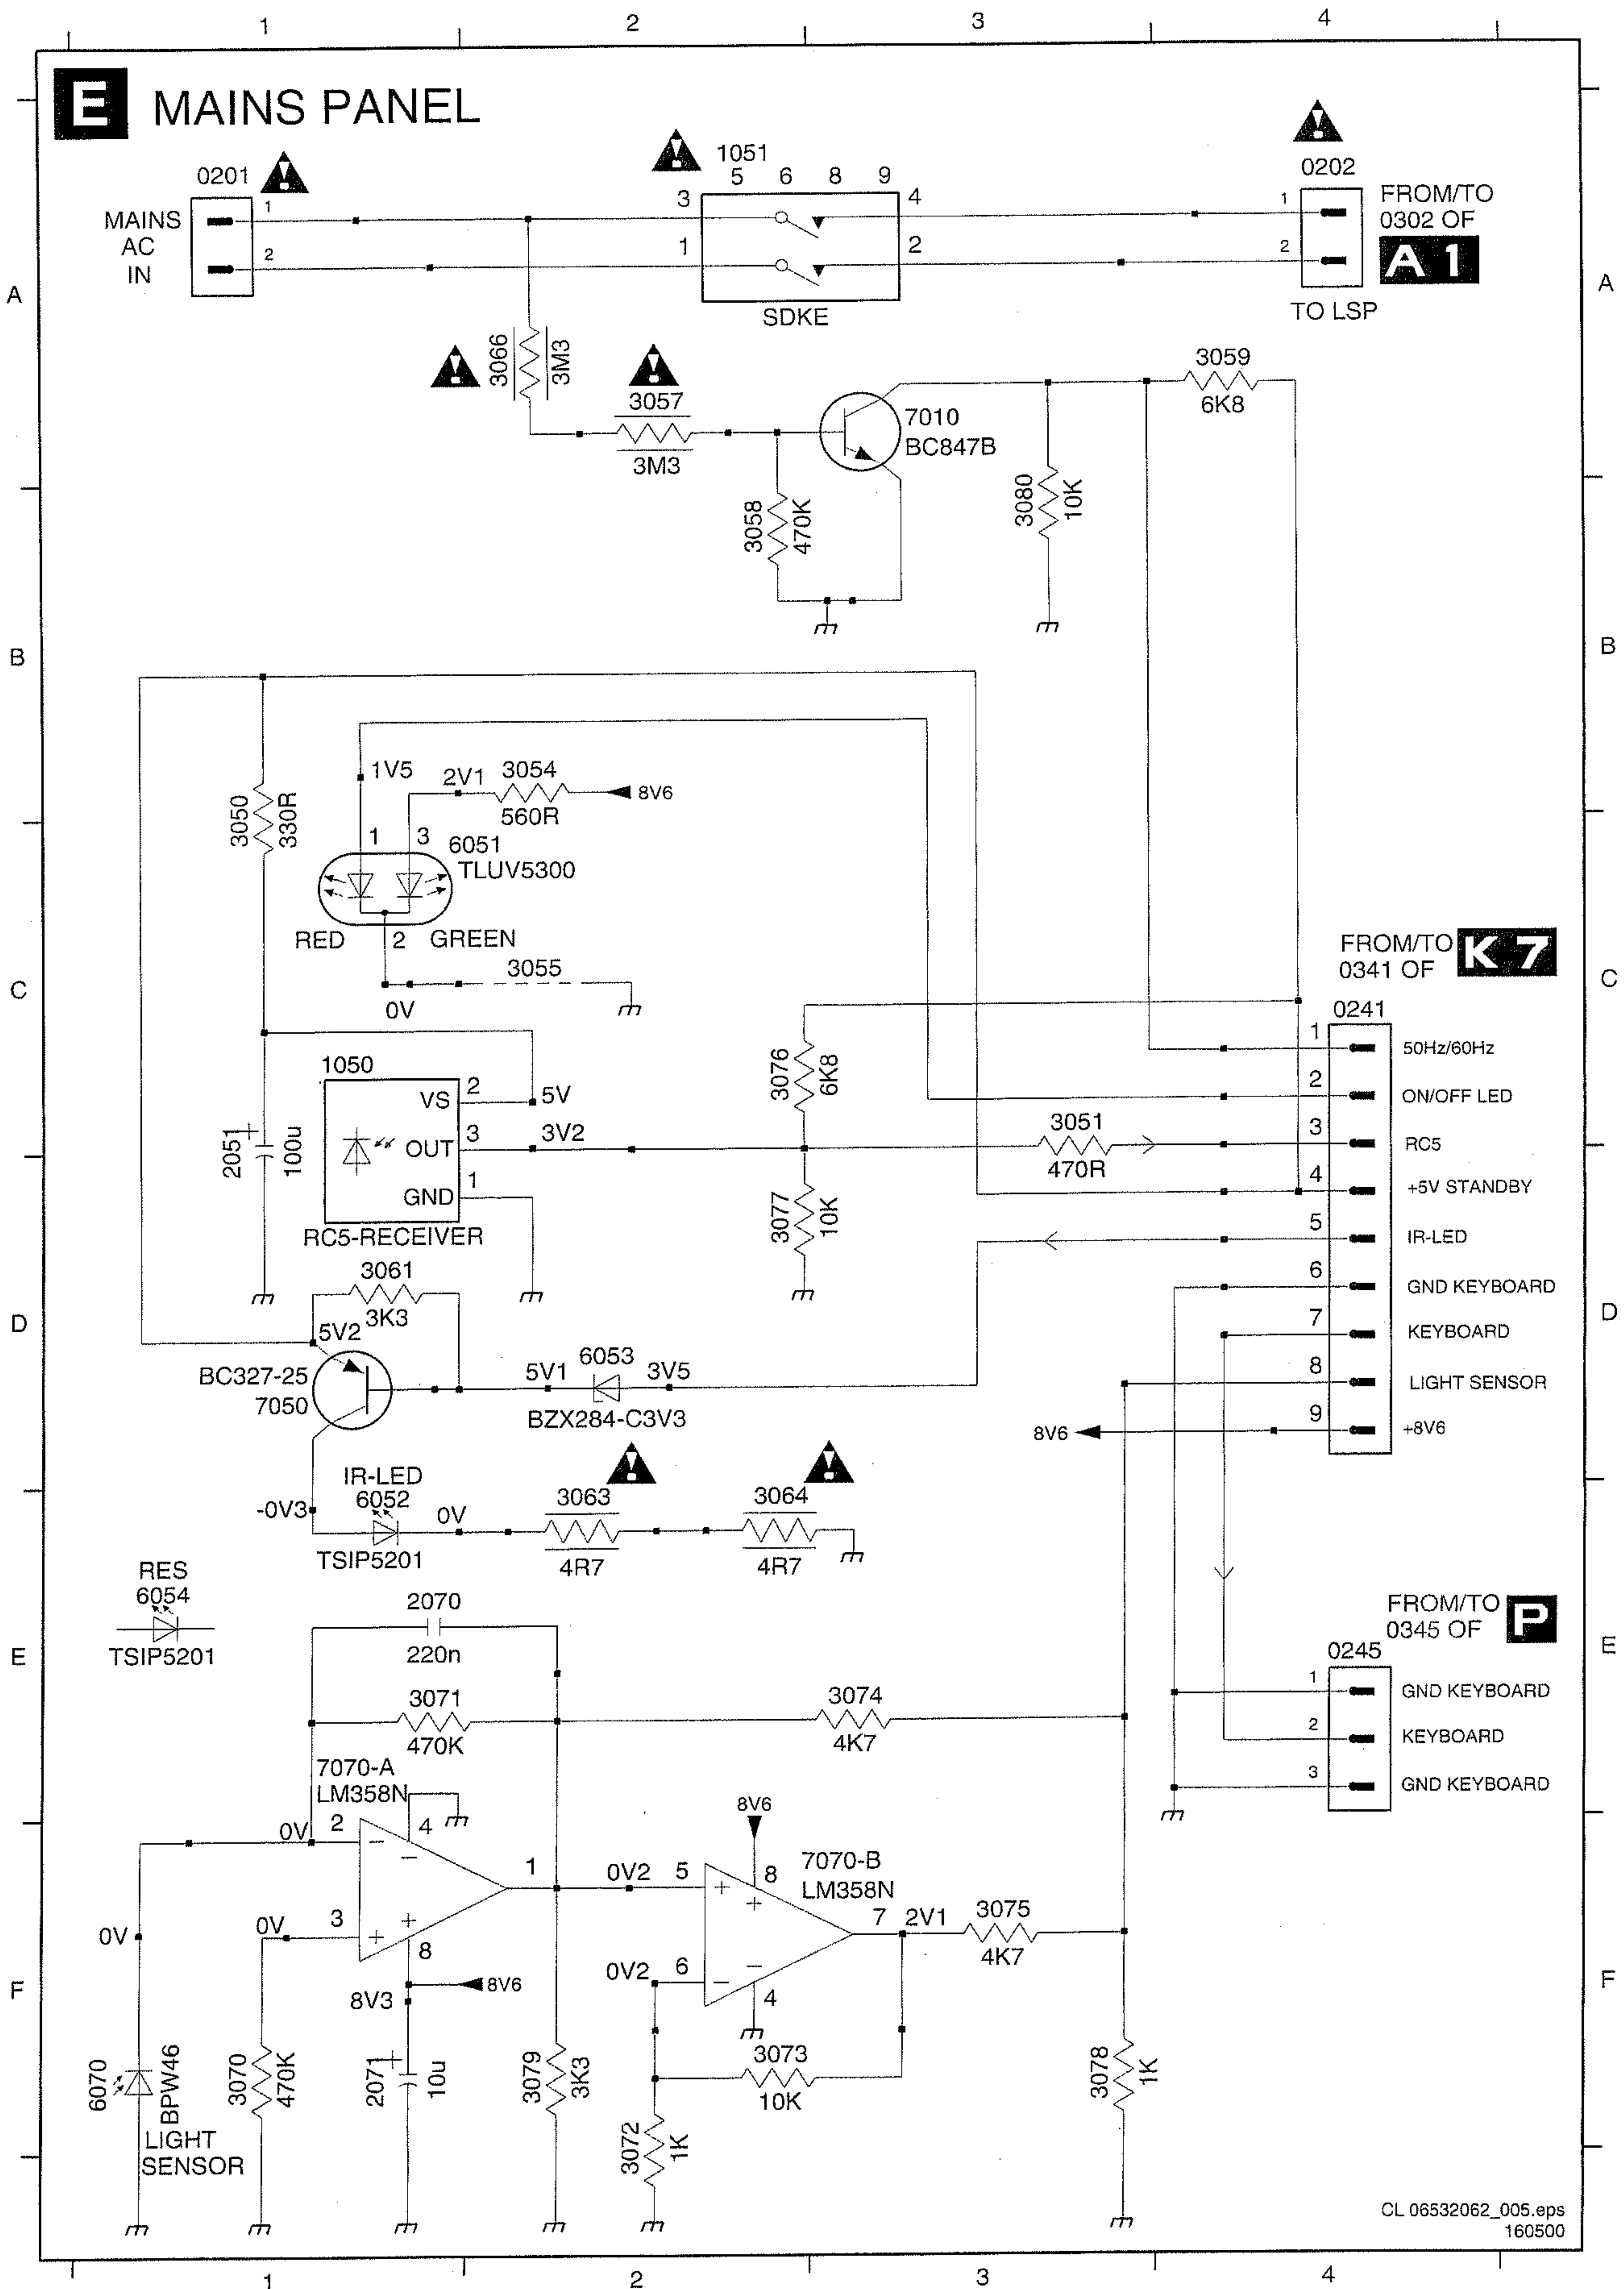 1 2 3 4
E MAINS PANEL
0201
MAINS
AC
IN
1
2
1051
5 6 8 9
3
1
4
2
SDKE
0202
1
2
FROM/TO
0302 OF
A 1
TO LSP
A
A
3066
3M3
3057
3M3
7010
BC847B
3059
6K8
3058
470K
3080
10K
B
B
3050
330R
1V5
2V1
3054
560R
8V6
1
3
6051
TLUV5300
RED
2
GREEN
3055
0V
FROM/TO
0341 OF
K 7
C
C
0241
1 50Hz/60Hz
2 ON/OFF LED
3 RC5
4 +5V STANDBY
5 IR-LED
6 GND KEYBOARD
7 KEYBOARD
8 LIGHT SENSOR
9 +8V6
8V6
1050
VS
2
5V
OUT
3
3V2
GND
1
RC5-RECEIVER
2051
+
100u
3076
6K8
3051
470R
3077
10K
D
D
3061
3K3
5V2
BC327-25
7050
5V1
6053
3V5
BZX284-C3V3
IR-LED
6052
-0V3
0V
TSIP5201
3063
4R7
3064
4R7
RES
6054
TSIP5201
E
E
FROM/TO
0345 OF
P
0245
1 GND KEYBOARD
2 KEYBOARD
3 GND KEYBOARD
2070
220n
3071
470K
3074
4K7
7070-A
LM358N
0V
2
−
4
−
0V
0V
3
+
+
8
1
8V3
8V6
0V2
5
+
8V6
8
+
7070-B
LM358N
7
2V1
3075
4K7
0V2
6
−
−
4
F
F
6070
BPW46
LIGHT
SENSOR
3070
470K
2071
+
10u
3079
3K3
3073
10K
3072
1K
3078
1K
CL 06532062_005.eps
160500
1 2 3 4